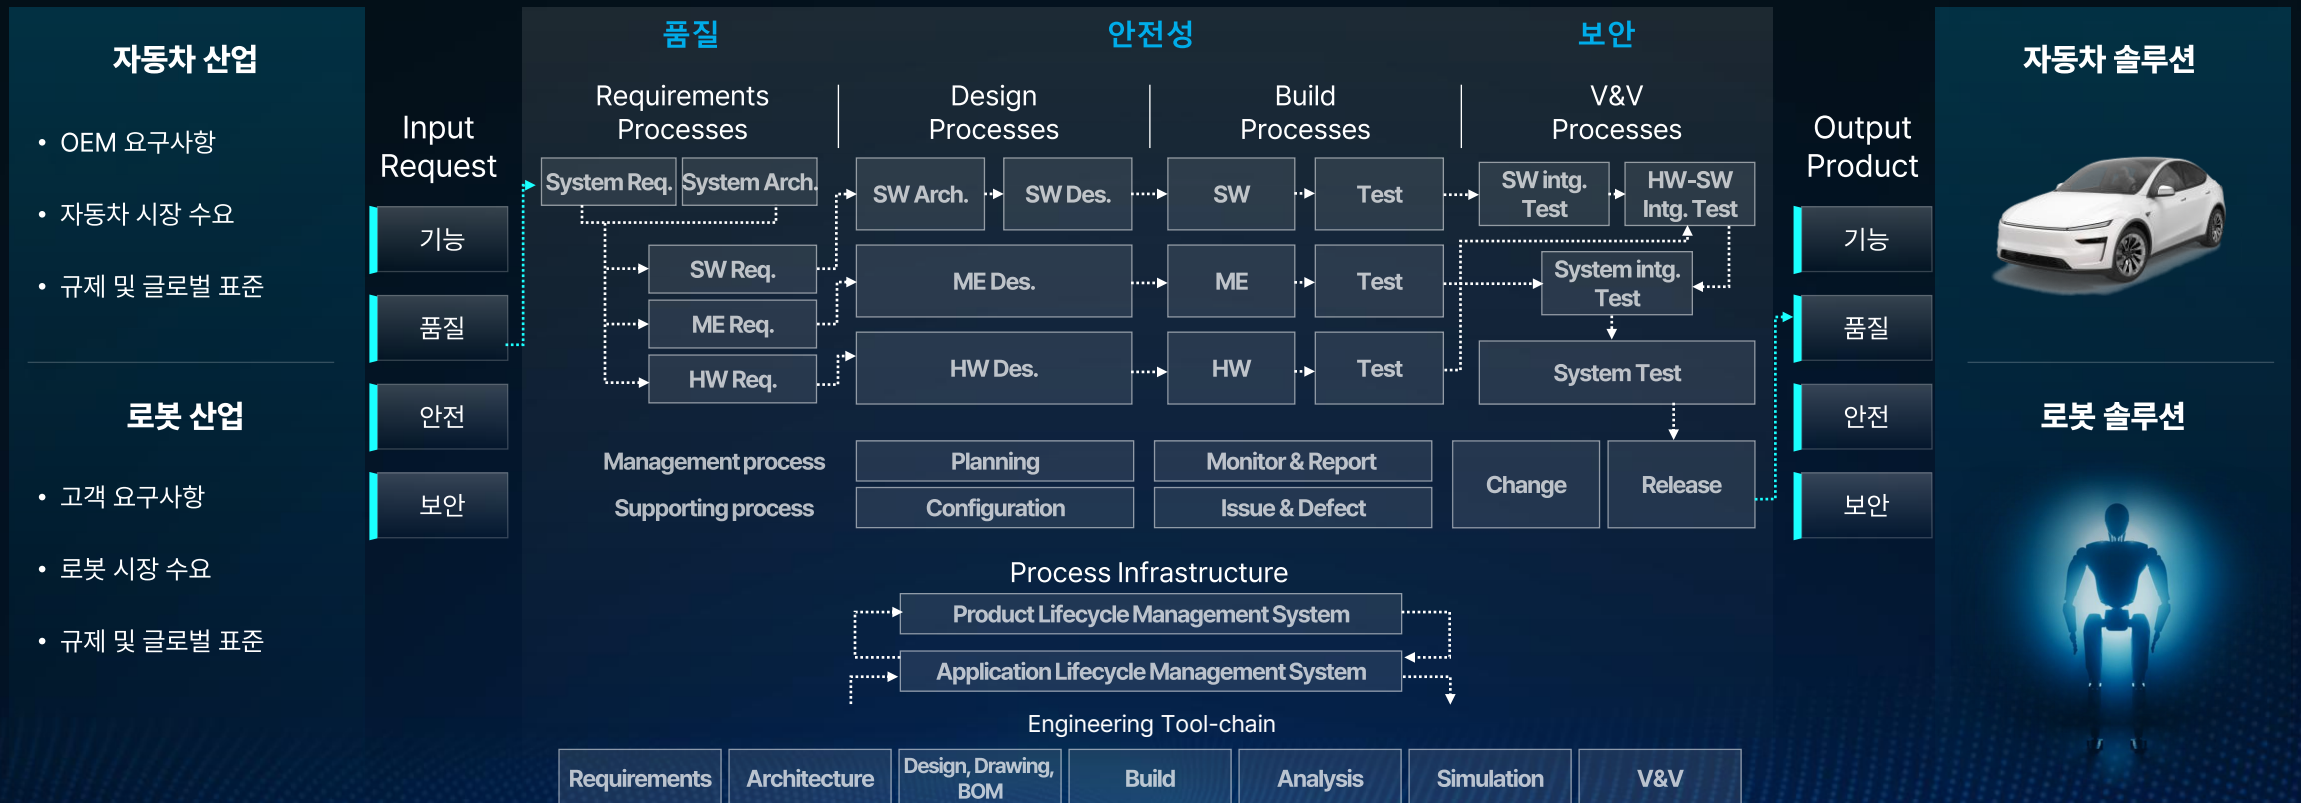 자동차 산업
• OEM 요구사항
• 자동차 시장 수요
• 규제 및 글로벌 표준
로봇 산업
• 고객 요구사항
• 로봇 시장 수요
• 규제 및 글로벌 표준
Input
Request
기능
품질
안전
보안
품질
안전성
보안
Requirements
Processes
Design
Processes
Build
Processes
V&V
Processes
System Req.
System Arch.
SW Req.
ME Req.
HW Req.
SW Arch.
SW Des.
ME Des.
HW Des.
SW
Test
ME
Test
HW
Test
SW intg.
Test
HW-SW
Intg. Test
System intg.
Test
System Test
Management process
Supporting process
Planning
Monitor & Report
Configuration
Issue & Defect
Change
Release
Process Infrastructure
Product Lifecycle Management System
Application Lifecycle Management System
Engineering Tool-chain
Requirements
Architecture
Design, Drawing,
BOM
Build
Analysis
Simulation
V&V
Output
Product
기능
품질
안전
보안
자동차 솔루션
로봇 솔루션